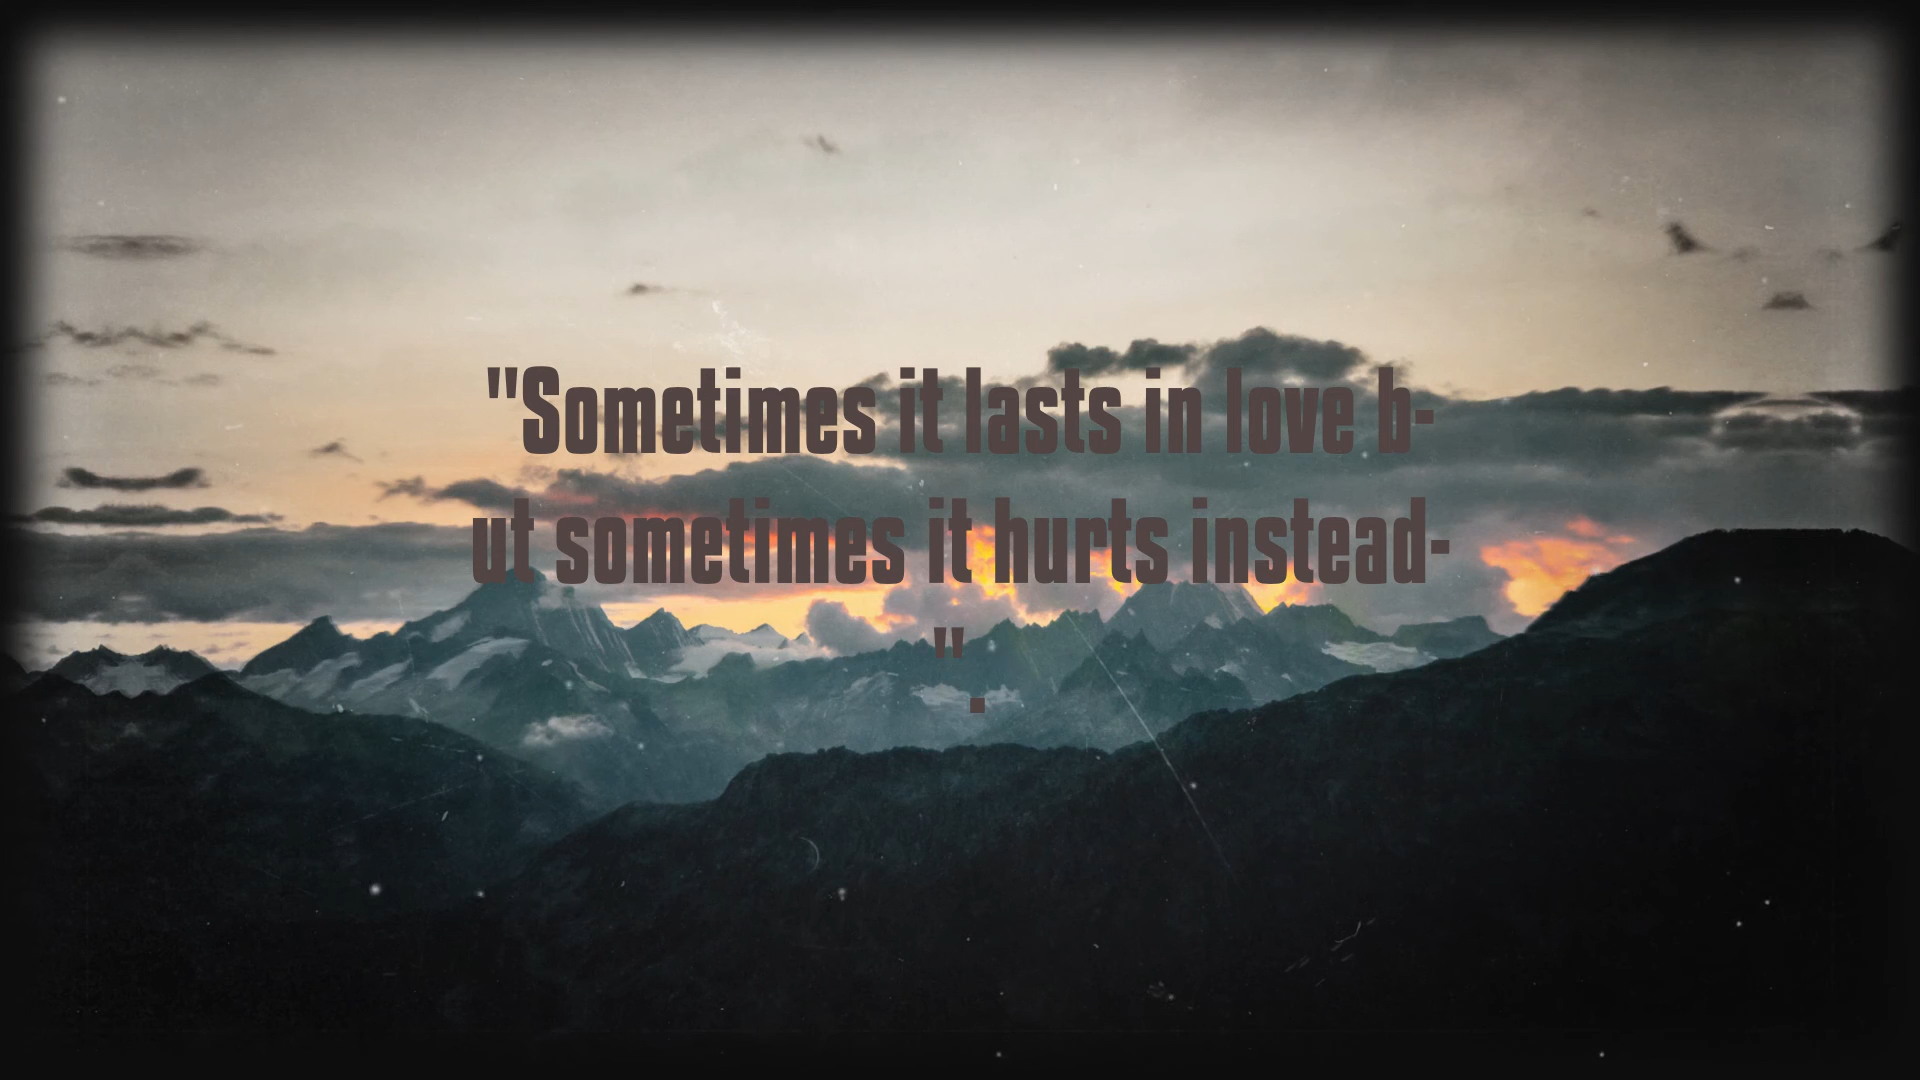 "Sometimes it lasts in love b-
ut sometimes it hurts instead-
"
.